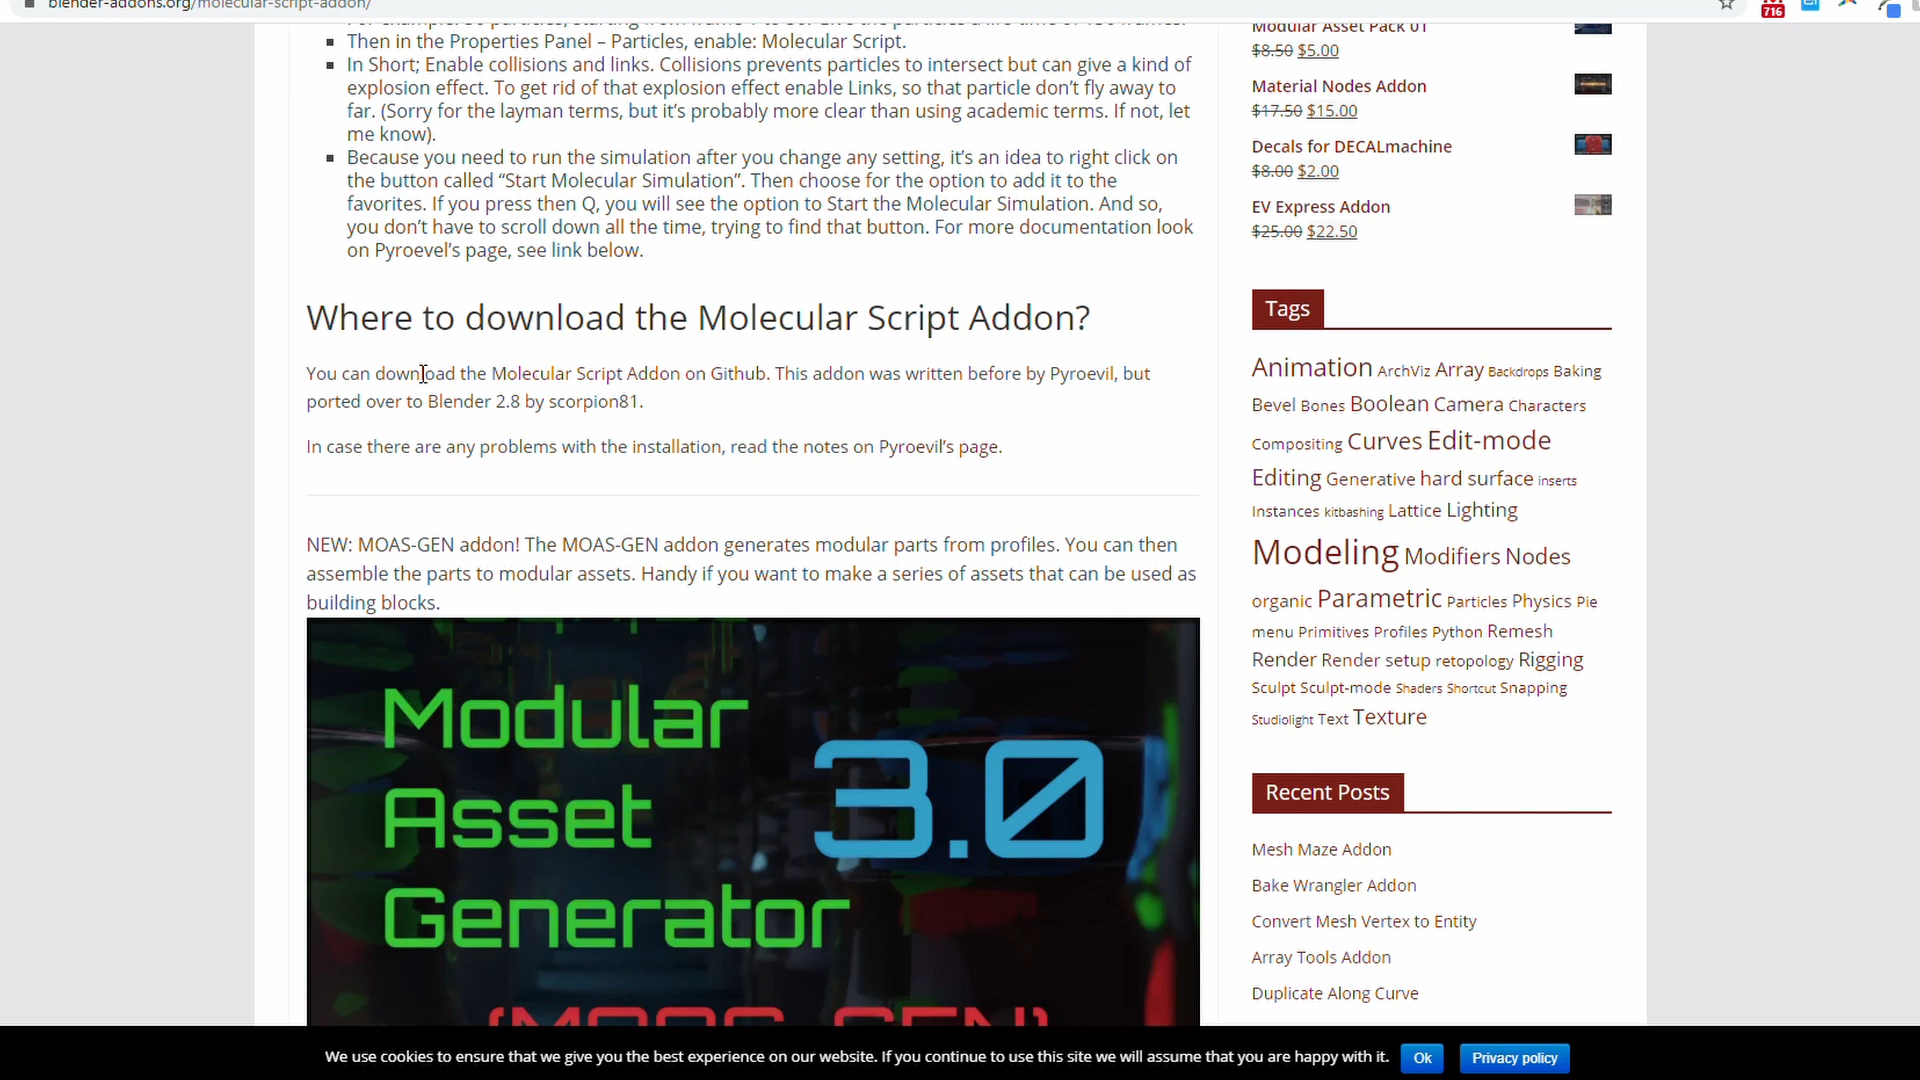 blender-addons.org/molecular-script-addon/
716
Then in the Properties Panel – Particles, enable: Molecular Script.
In Short; Enable collisions and links. Collisions prevents particles to intersect but can give a kind of
explosion effect. To get rid of that explosion effect enable Links, so that particle don't fly away to
far. (Sorry for the layman terms, but it's probably more clear than using academic terms. If not, let
me know).
Because you need to run the simulation after you change any setting, it's an idea to right click on
the button called “Start Molecular Simulation”. Then choose for the option to add it to the
favorites. If you press then Q, you will see the option to Start the Molecular Simulation. And so,
you don't have to scroll down all the time, trying to find that button. For more documentation look
on Pyroevel's page, see link below.
Where to download the Molecular Script Addon?
You can download the Molecular Script Addon on Github. This addon was written before by Pyroevil, but
ported over to Blender 2.8 by scorpion81.
In case there are any problems with the installation, read the notes on Pyroevil's page.
NEW: MOAS-GEN addon! The MOAS-GEN addon generates modular parts from profiles. You can then
assemble the parts to modular assets. Handy if you want to make a series of assets that can be used as
building blocks.
Modular
Asset
Generator
3.0
(MOAS-GEN)
Modular Asset Pack 01
$8.50 $5.00
Material Nodes Addon
$17.50 $15.00
Decals for DECALmachine
$8.00 $2.00
EV Express Addon
$25.00 $22.50
Tags
Animation ArchViz Array Backdrops Baking
Bevel Bones Boolean Camera Characters
Compositing Curves Edit-mode
Editing Generative hard surface inserts
Instances kitbashing Lattice Lighting
Modeling Modifiers Nodes
organic Parametric Particles Physics Pie
menu Primitives Profiles Python Remesh
Render Render setup retopology Rigging
Sculpt Sculpt-mode Shaders Shortcut Snapping
Studiolight Text Texture
Recent Posts
Mesh Maze Addon
Bake Wrangler Addon
Convert Mesh Vertex to Entity
Array Tools Addon
Duplicate Along Curve
We use cookies to ensure that we give you the best experience on our website. If you continue to use this site we will assume that you are happy with it. Ok Privacy policy